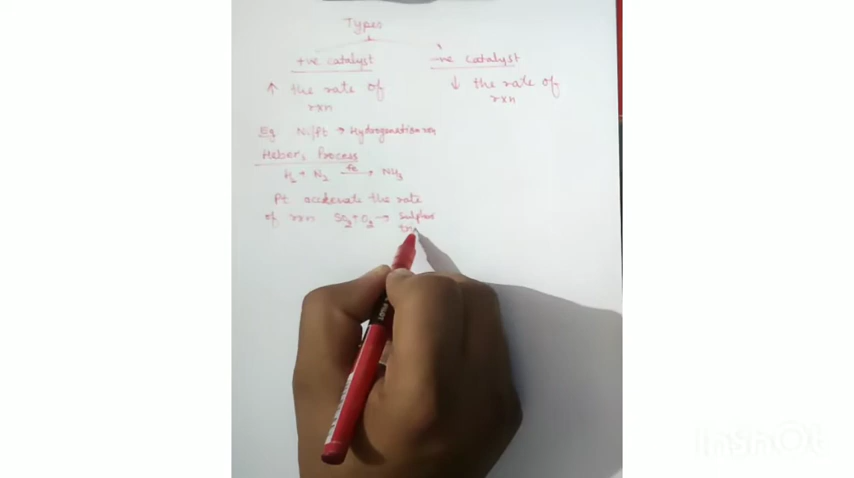 Types
+ve catalyst
-ve catalyst
↑ the rate of
rxn
↓ the rate of
rxn
Eg Ni/Pt → Hydrogenation rxn
Heber's Process
H2 + N2 Fe → NH3
Pt accelerate the rate
of rxn SO2 + O2 → Sulphur
tri